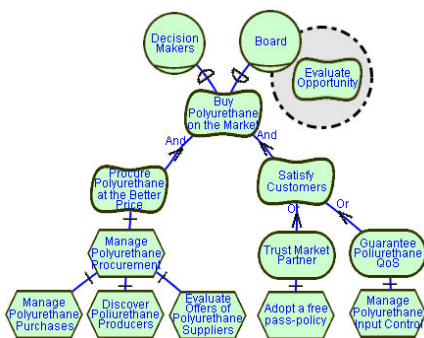 Decision
Makers
Board
Evaluate
Opportunity
Buy
Polyurethane
on the Market
And
And
Procure
Polyurethane
at the Better
Price
Satisfy
Customers
Or
Or
Manage
Polyurethane
Procurement
Trust Market
Partner
Guarantee
Poliurethane
QoS
Manage
Polyurethane
Purchases
Discover
Poliurethane
Producers
Evaluate
Offers of
Polyurethane
Suppliers
Adopt a free
pass-policy
Manage
Polyurethane
Input Control